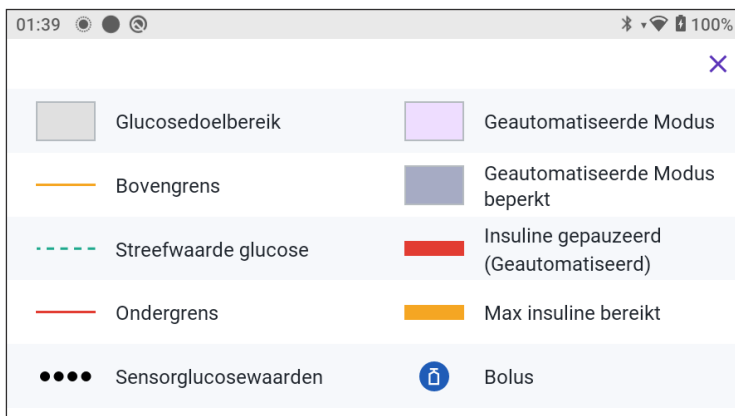 01:39 100%
Glucosedoelbereik
Geautomatiseerde Modus
Bovengrens
Geautomatiseerde Modus
beperkt
Streefwaarde glucose
Insuline gepauzeerd
(Geautomatiseerd)
Ondergrens
Max insuline bereikt
Sensorglucosewaarden
Bolus